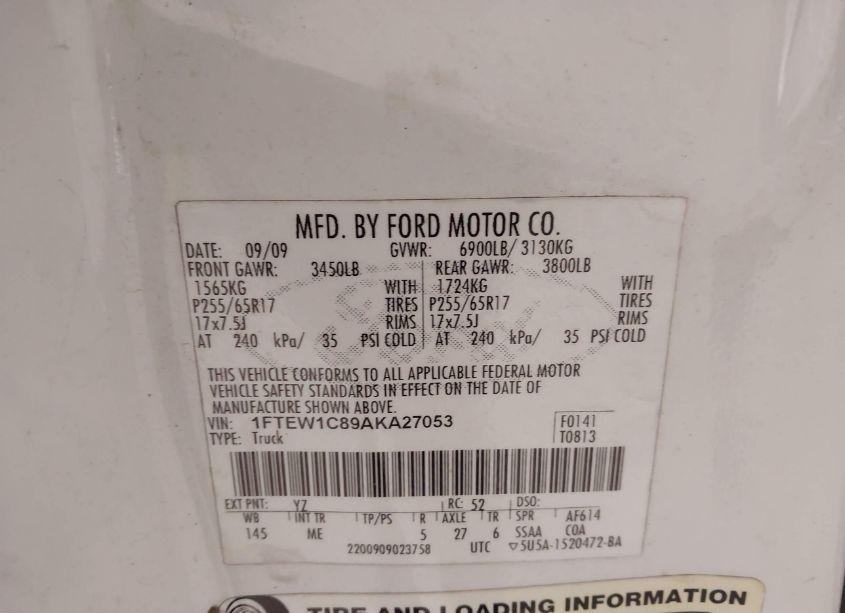 MFD. BY FORD MOTOR CO.
DATE: 09/09 GVWR: 6900LB/ 3130KG
FRONT GAWR: 3450LB REAR GAWR: 3800LB
1565KG WITH 1724KG WITH
P255/65R17 TIRES P255/65R17 TIRES
17x7.5J RIMS 17x7.5J RIMS
AT 240 kPa/ 35 PSI COLD AT 240 kPa/ 35 PSI COLD
THIS VEHICLE CONFORMS TO ALL APPLICABLE FEDERAL MOTOR
VEHICLE SAFETY STANDARDS IN EFFECT ON THE DATE OF
MANUFACTURE SHOWN ABOVE.
VIN: 1FTEW1C89AKA27053 F0141
TYPE: Truck T0813
EXT PNT: YZ RC: 52 DSO:
WB INT TR TP/PS R AXLE TR SPR AF614
145 ME 5 27 6 SSAA COA
2200909023758 UTC ▽5U5A-1520472-BA
TIRE AND LOADING INFORMATION